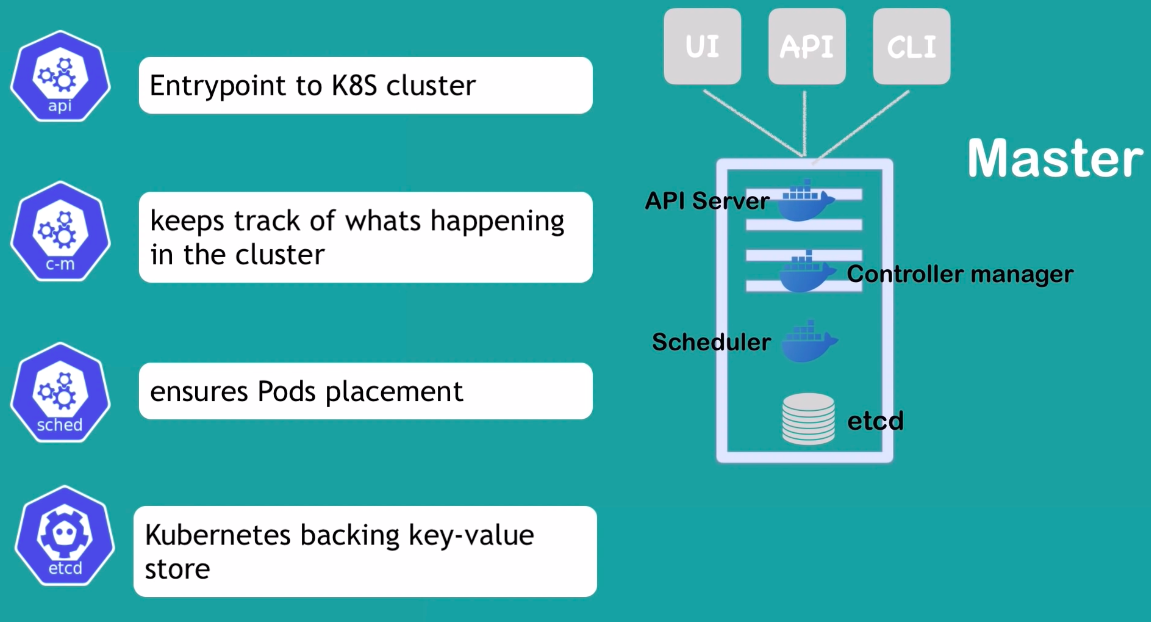 api
Entrypoint to K8S cluster
c-m
keeps track of whats happening
in the cluster
sched
ensures Pods placement
etcd
Kubernetes backing key-value
store
UI
API
CLI
Master
API Server
Controller manager
Scheduler
etcd